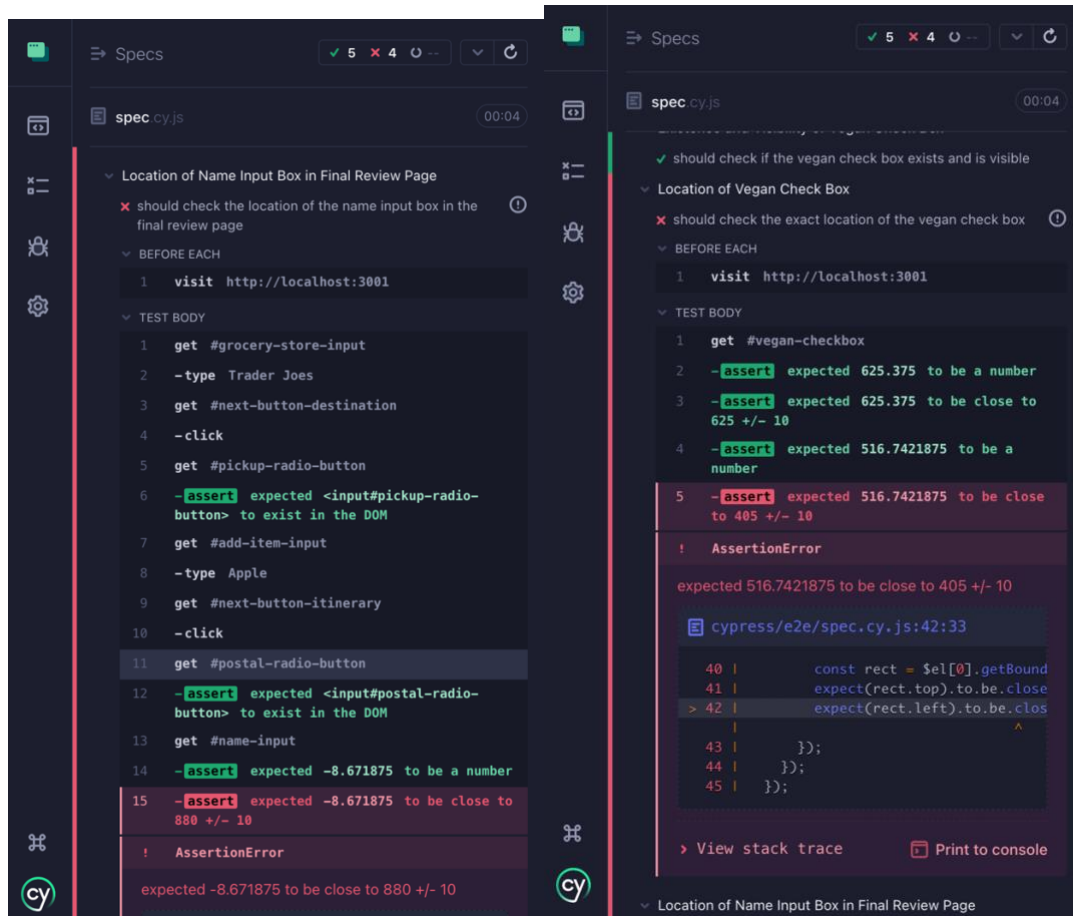 Specs
5 4 --
spec.cy.js
00:04
Location of Name Input Box in Final Review Page
should check the location of the name input box in the
final review page
BEFORE EACH
1 visit http://localhost:3001
TEST BODY
1 get #grocery-store-input
2 -type Trader Joes
3 get #next-button-destination
4 -click
5 get #pickup-radio-button
6 -assert expected <input#pickup-radio-
button> to exist in the DOM
7 get #add-item-input
8 -type Apple
9 get #next-button-itinerary
10 -click
11 get #postal-radio-button
12 -assert expected <input#postal-radio-
button> to exist in the DOM
13 get #name-input
14 -assert expected -8.671875 to be a number
15 -assert expected -8.671875 to be close to
880 +/- 10
! AssertionError
expected -8.671875 to be close to 880 +/- 10
cy
Specs
5 4 --
spec.cy.js
00:04
should check if the vegan check box exists and is visible
Location of Vegan Check Box
should check the exact location of the vegan check box
BEFORE EACH
1 visit http://localhost:3001
TEST BODY
1 get #vegan-checkbox
2 -assert expected 625.375 to be a number
3 -assert expected 625.375 to be close to
625 +/- 10
4 -assert expected 516.7421875 to be a
number
5 -assert expected 516.7421875 to be close
to 405 +/- 10
! AssertionError
expected 516.7421875 to be close to 405 +/- 10
cypress/e2e/spec.cy.js:42:33
40 | const rect = $el[0].getBound
41 | expect(rect.top).to.be.close
> 42 | expect(rect.left).to.be.clos
| ^
43 | });
44 | });
45 | });
> View stack trace
Print to console
Location of Name Input Box in Final Review Page
cy